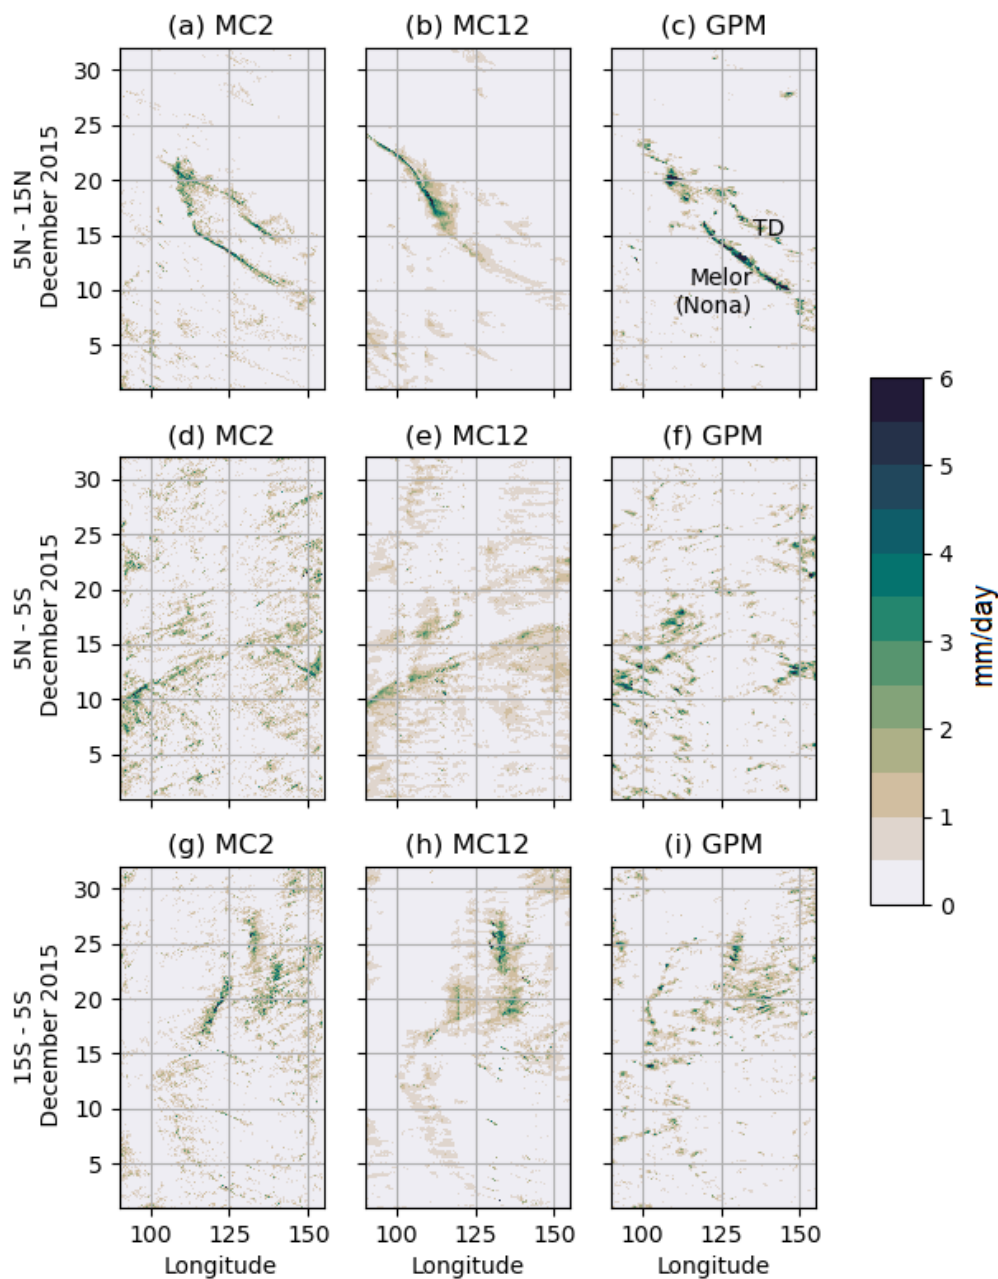 (a) MC2
(b) MC12
(c) GPM
5N - 15N
December 2015
30
25
20
15
10
5
TD
Melor
(Nona)
(d) MC2
(e) MC12
(f) GPM
5N - 5S
December 2015
30
25
20
15
10
5
6
5
4
3
2
1
0
mm/day
(g) MC2
(h) MC12
(i) GPM
15S - 5S
December 2015
30
25
20
15
10
5
100 125 150
100 125 150
100 125 150
Longitude
Longitude
Longitude